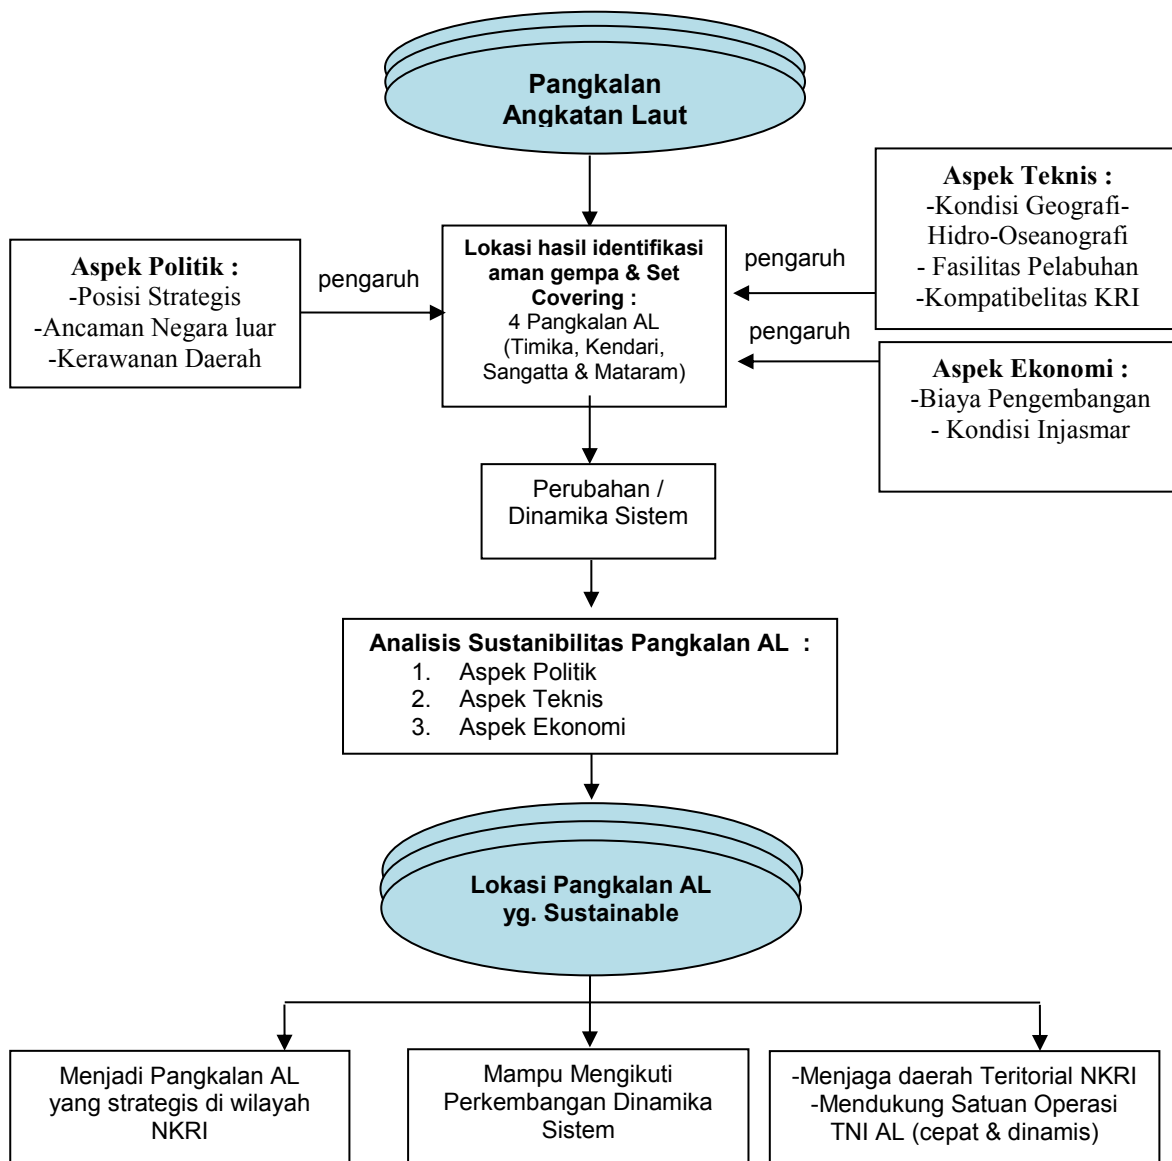 Pangkalan
Angkatan Laut
Aspek Politik :
-Posisi Strategis
-Ancaman Negara luar
-Kerawanan Daerah
pengaruh
Lokasi hasil identifikasi
aman gempa & Set
Covering :
4 Pangkalan AL
(Timika, Kendari,
Sangatta & Mataram)
pengaruh
pengaruh
Aspek Teknis :
-Kondisi Geografi-
Hidro-Oseanografi
- Fasilitas Pelabuhan
-Kompatibelitas KRI
Aspek Ekonomi :
-Biaya Pengembangan
- Kondisi Injasmar
Perubahan /
Dinamika Sistem
Analisis Sustanibilitas Pangkalan AL :
1. Aspek Politik
2. Aspek Teknis
3. Aspek Ekonomi
Lokasi Pangkalan AL
yg. Sustainable
Menjadi Pangkalan AL
yang strategis di wilayah
NKRI
Mampu Mengikuti
Perkembangan Dinamika
Sistem
-Menjaga daerah Teritorial NKRI
-Mendukung Satuan Operasi
TNI AL (cepat & dinamis)